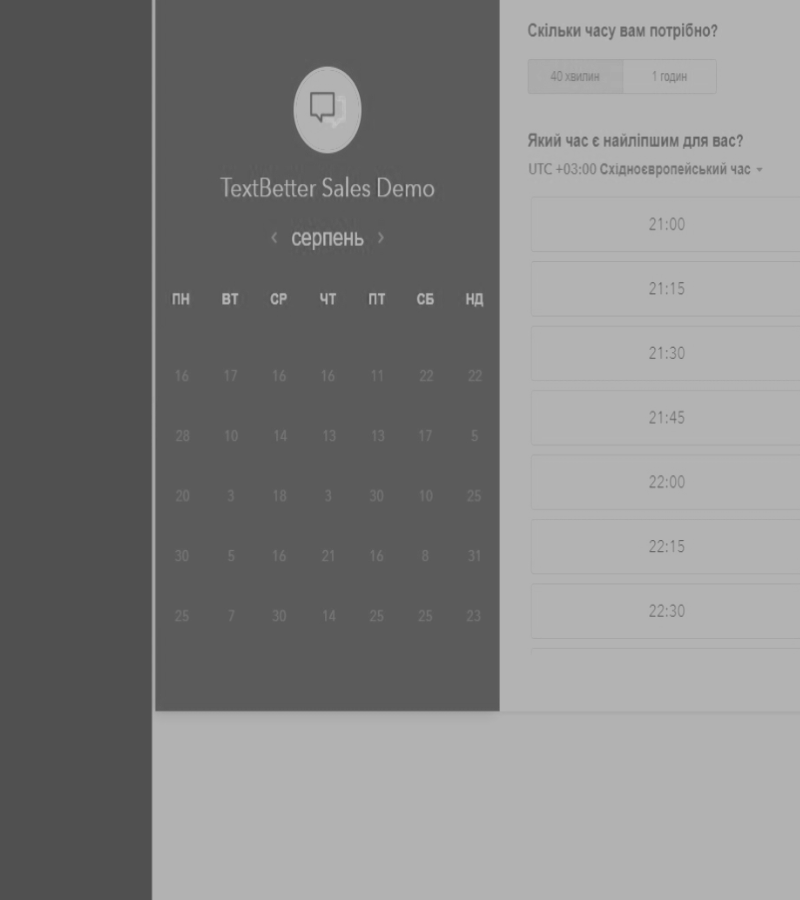 TextBetter Sales Demo
‹ серпень ›
ПН ВТ СР ЧТ ПТ СБ НД
16 17 16 16 11 22 22
28 10 14 13 13 17 5
20 3 18 3 30 10 25
30 5 16 21 16 8 31
25 7 30 14 25 25 23
Скільки часу вам потрібно?
40 хвилин 1 годин
Який час є найліпшим для вас?
UTC +03:00 Східноєвропейський час
21:00
21:15
21:30
21:45
22:00
22:15
22:30